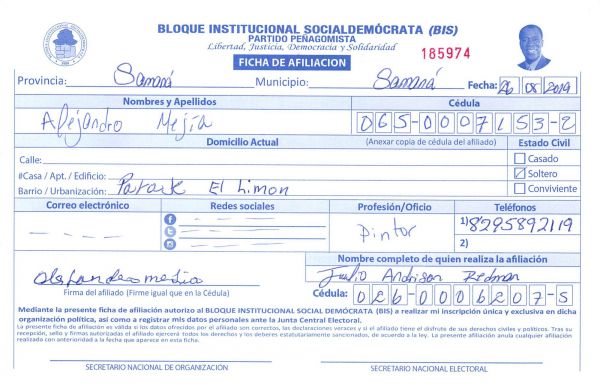 BLOQUE INSTITUCIONAL SOCIALDEMÓCRATA (BIS)
PARTIDO PEÑAGOMISTA
Libertad, Justicia, Democracia y Solidaridad
185974
FICHA DE AFILIACION
Provincia: Samaná Municipio: Samaná Fecha: 26 08 2019
Nombres y Apellidos Cédula
Alejandro Mejia 065-0007153-2
Domicilio Actual (Anexar copia de cédula del afiliado) Estado Civil
Calle: Casado
#Casa / Apt. / Edificio: Soltero
Barrio / Urbanización: El Limon Conviviente
Correo electrónico Redes sociales Profesión/Oficio Teléfonos
Pintor 1) 8295892119
2)
Nombre completo de quien realiza la afiliación
Julio Andrison Redman
Firma del afiliado (Firme igual que en la Cédula) Cédula: 026-0006207-5
Mediante la presente ficha de afiliación autorizo al BLOQUE INSTITUCIONAL SOCIAL DEMÓCRATA (BIS) a realizar mi inscripción única y exclusiva en dicha
organización política, así como a registrar mis datos personales ante la Junta Central Electoral.
La presente ficha de afiliación es válida si los datos ofrecidos por el afiliado son correctos, las declaraciones veraces y si el afiliado tiene el disfrute de sus derechos civiles y políticos. Tras su
recepción, sello y firmas autorizadas el afiliado ejercerá todos los derechos y los deberes estatutariamente sancionados, de acuerdo a la ley. La presente afiliación anula cualquier afiliación
realizada con anterioridad a la fecha que aparece en esta ficha.
SECRETARIO NACIONAL DE ORGANIZACIÓN SECRETARIO NACIONAL ELECTORAL